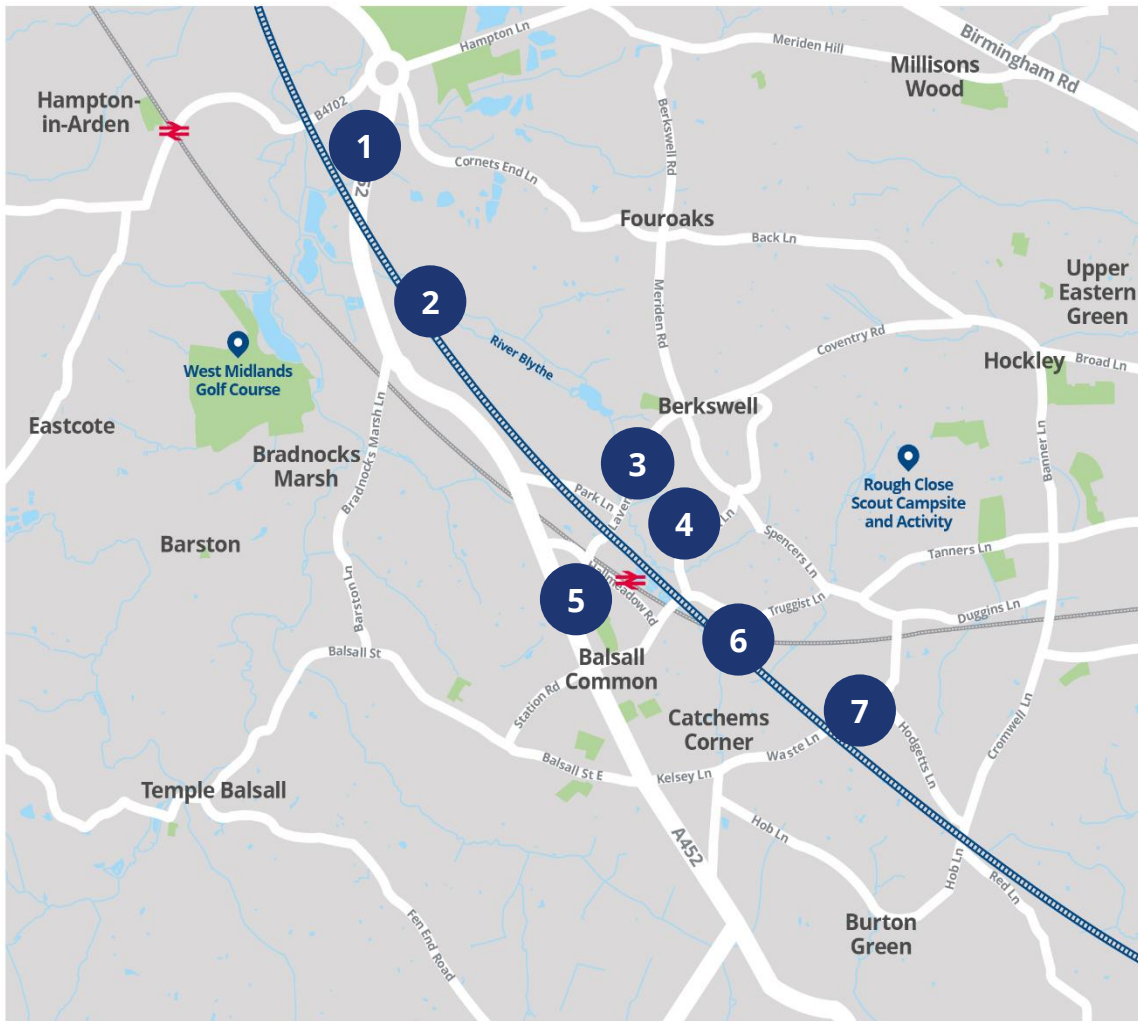 Hampton Ln
Meriden Hill
Birmingham Rd
Millisons
Wood
Hampton-
in-Arden
B4102
1
Berkswell Rd
Cornets End Ln
Fouroaks
Back Ln
Upper
Eastern
Green
2
River Blythe
Meriden Rd
Coventry Rd
Hockley
Broad Ln
West Midlands
Golf Course
Berkswell
Eastcote
Bradnocks
Marsh
Bradnocks Marsh Ln
Banner Ln
3
Rough Close
Scout Campsite
and Activity
Park Ln
4
Ln
Spencers Ln
Barston
Tanners Ln
Hallmeadow Rd
5
Barston Ln
Truggist Ln
Duggins Ln
6
Balsall St
Balsall
Common
Station Rd
7
Catchems
Corner
Waste Ln
Hodgetts Ln
Cromwell Ln
Balsall St E
Kelsey Ln
Temple Balsall
A452
Hob Ln
Hob Ln
Red Ln
Burton
Green
Fen End Road